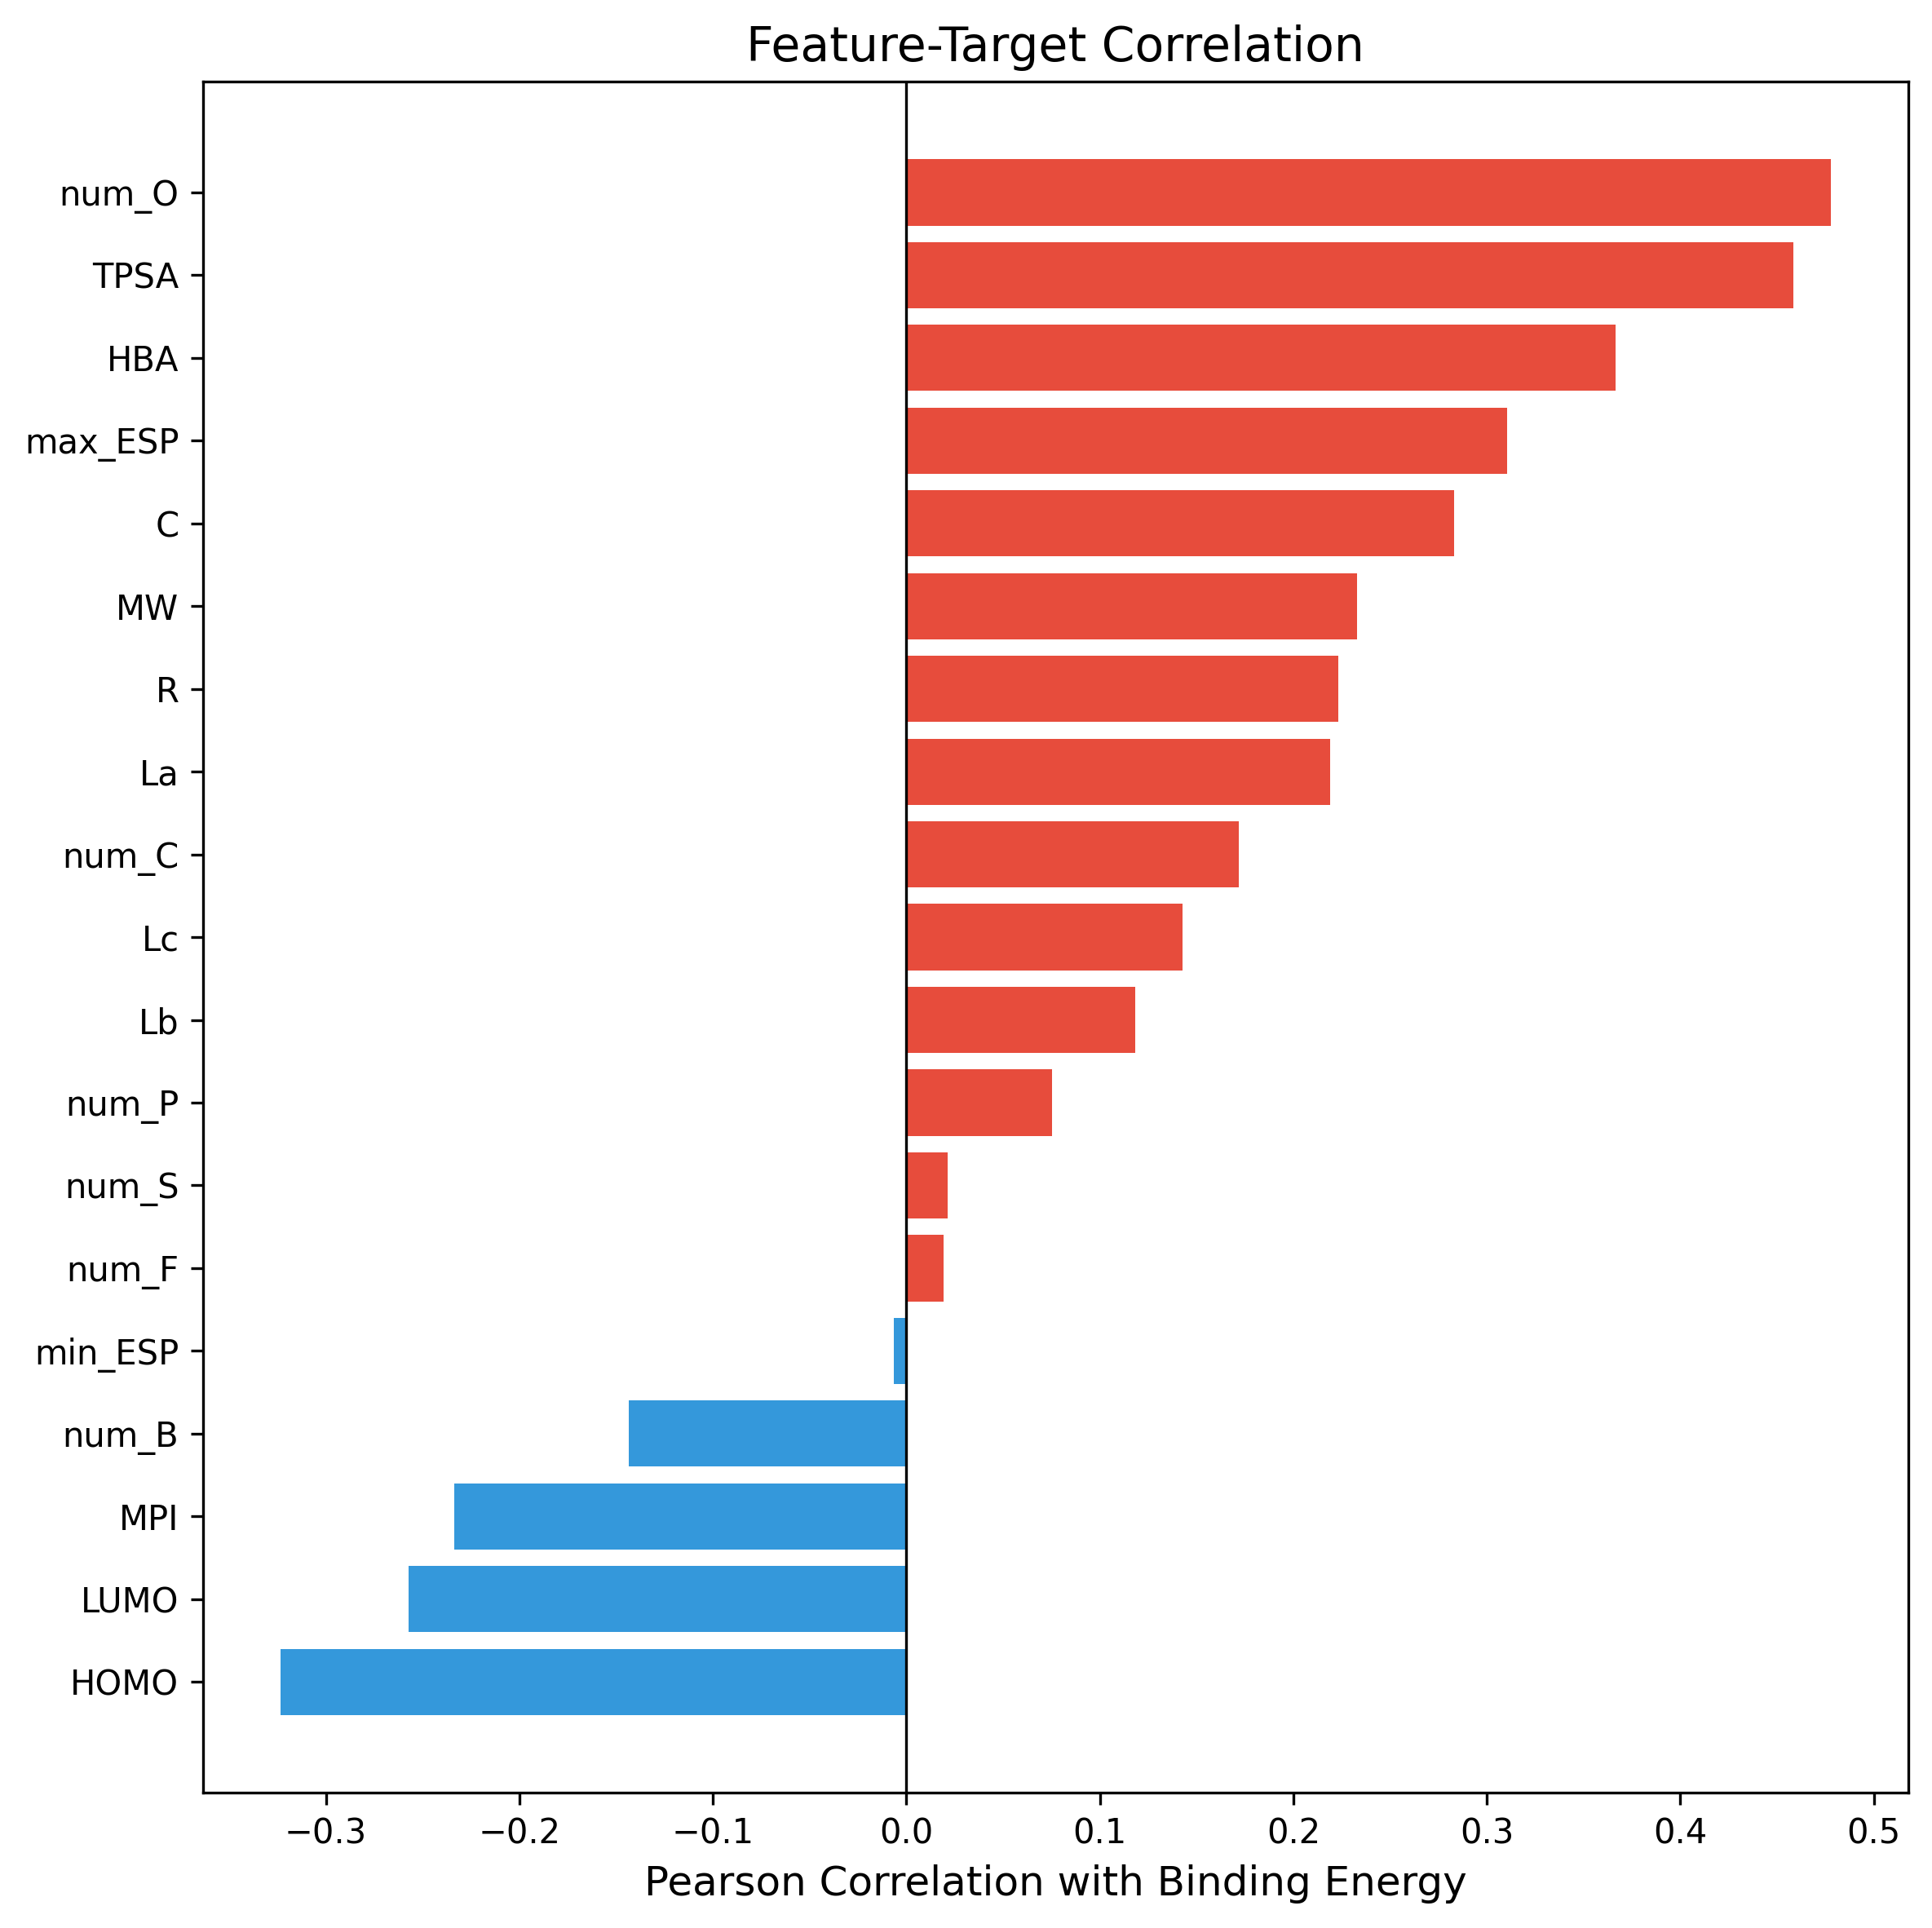 Feature-Target Correlation
num_O
TPSA
HBA
max_ESP
C
MW
R
La
num_C
Lc
Lb
num_P
num_S
num_F
min_ESP
num_B
MPI
LUMO
HOMO
−0.3 −0.2 −0.1 0.0 0.1 0.2 0.3 0.4 0.5
Pearson Correlation with Binding Energy